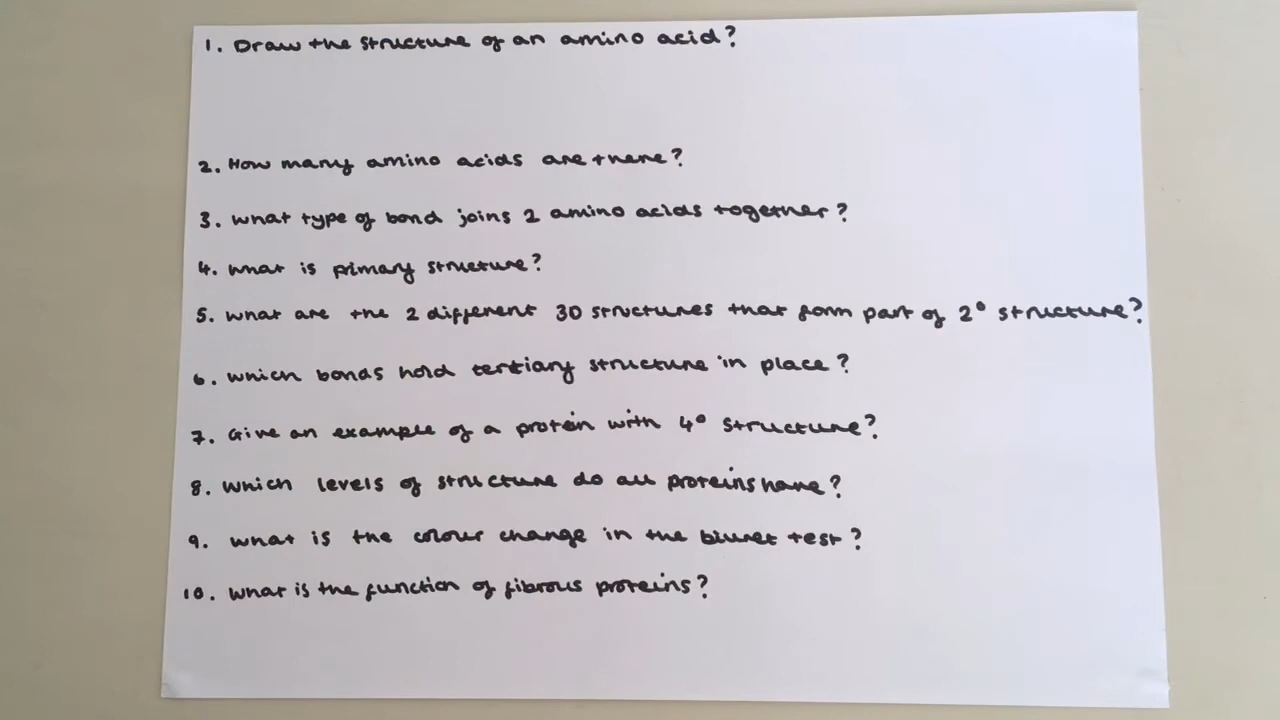 1. Draw the structure of an amino acid?
2. How many amino acids are there?
3. What type of bond joins 2 amino acids together?
4. What is primary structure?
5. What are the 2 different 3D structures that form part of 2° structure?
6. Which bonds hold tertiary structure in place?
7. Give an example of a protein with 4° structure?
8. Which levels of structure do all proteins have?
9. What is the colour change in the biuret test?
10. What is the function of fibrous proteins?